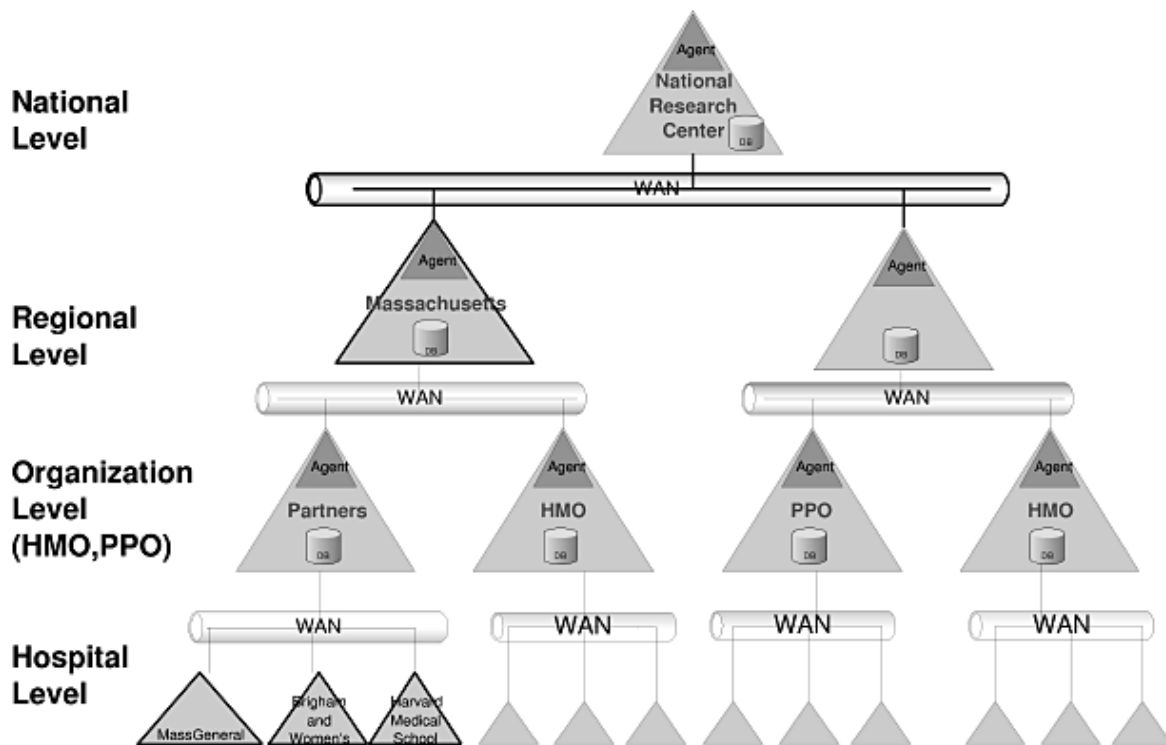 National
Level
Agent
National
Research
Center
DB
WAN
Regional
Level
Agent
Massachusetts
DB
Agent
DB
WAN
WAN
Organization
Level
(HMO,PPO)
Agent
Partners
DB
Agent
HMO
DB
Agent
PPO
DB
Agent
HMO
DB
WAN
WAN
WAN
WAN
Hospital
Level
MassGeneral
Brigham
and
Women's
Harvard
Medical
School